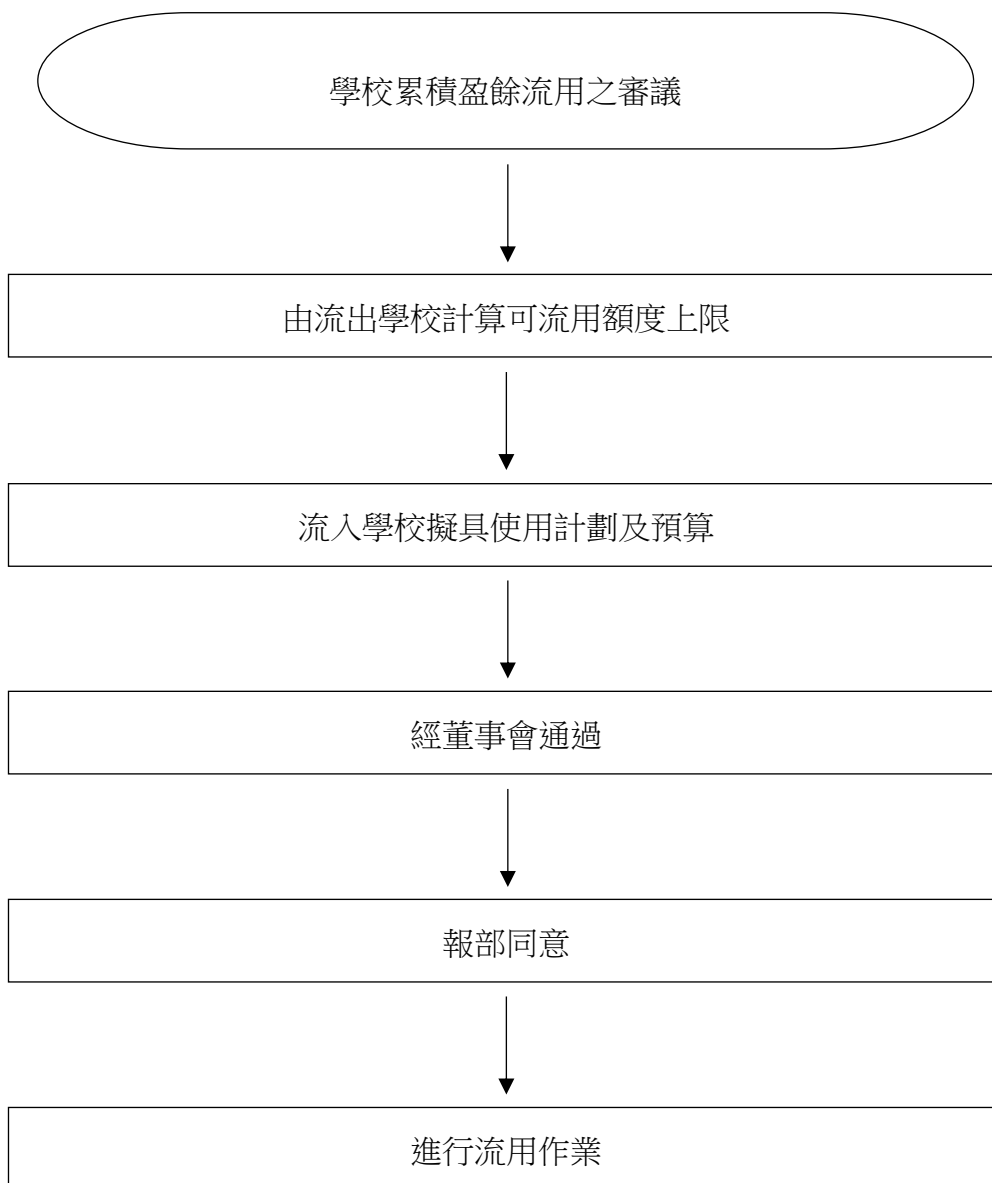 學校累積盈餘流用之審議
由流出學校計算可流用額度上限
流入學校擬具使用計劃及預算
經董事會通過
報部同意
進行流用作業